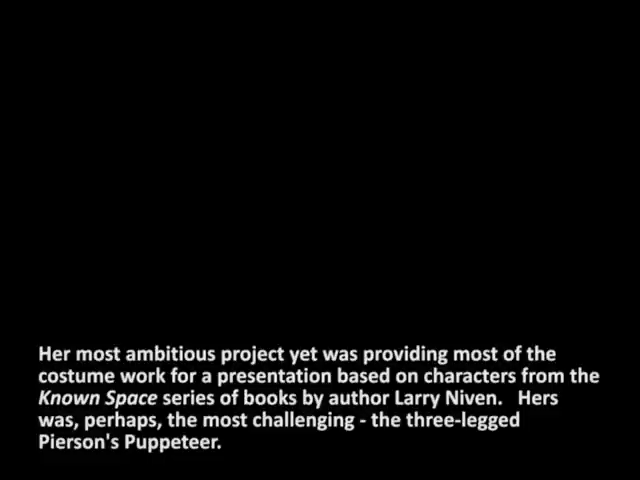 Her most ambitious project yet was providing most of the
costume work for a presentation based on characters from the
Known Space series of books by author Larry Niven.   Hers
was, perhaps, the most challenging - the three-legged
Pierson's Puppeteer.